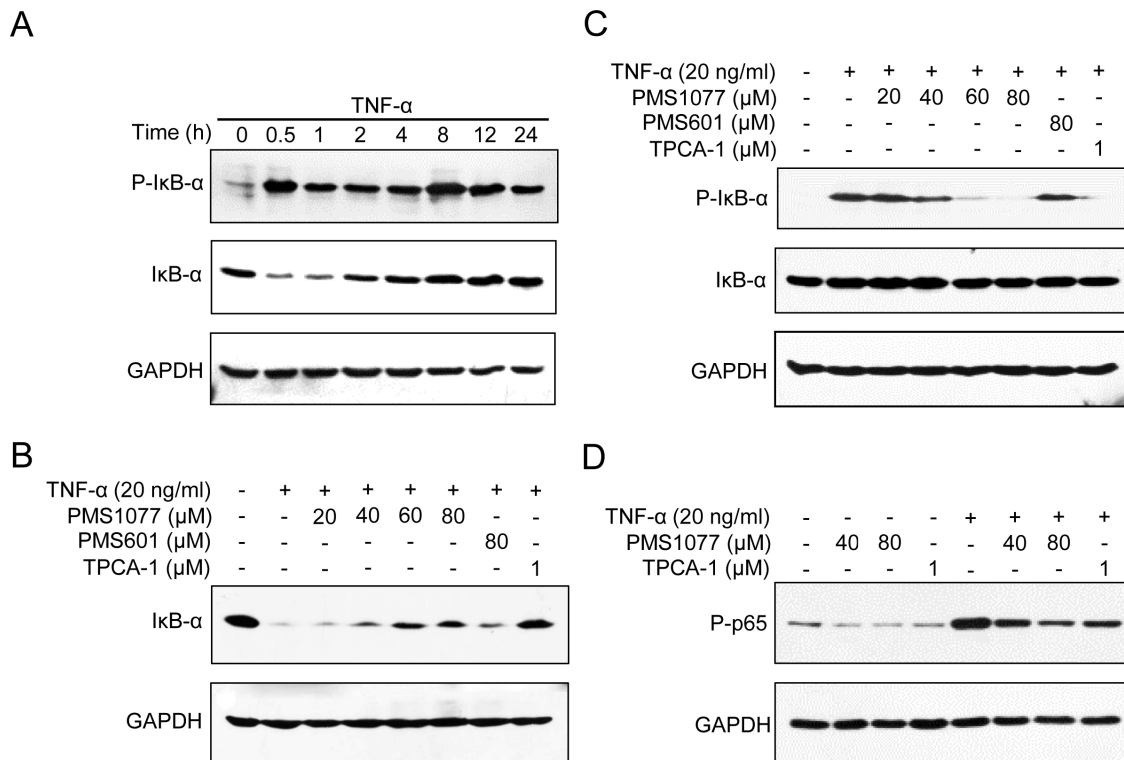 A
TNF-α
Time (h) 0 0.5 1 2 4 8 12 24
P-IκB-α
IκB-α
GAPDH
B
TNF-α (20 ng/ml) - + + + + + + +
PMS1077 (μM) - - 20 40 60 80 - -
PMS601 (μM) - - - - - - 80 -
TPCA-1 (μM) - - - - - - - 1
IκB-α
GAPDH
C
TNF-α (20 ng/ml) - + + + + + + +
PMS1077 (μM) - - 20 40 60 80 - -
PMS601 (μM) - - - - - - 80 -
TPCA-1 (μM) - - - - - - - 1
P-IκB-α
IκB-α
GAPDH
D
TNF-α (20 ng/ml) - - - - + + + +
PMS1077 (μM) - 40 80 - - 40 80 -
TPCA-1 (μM) - - - 1 - - - 1
P-p65
GAPDH